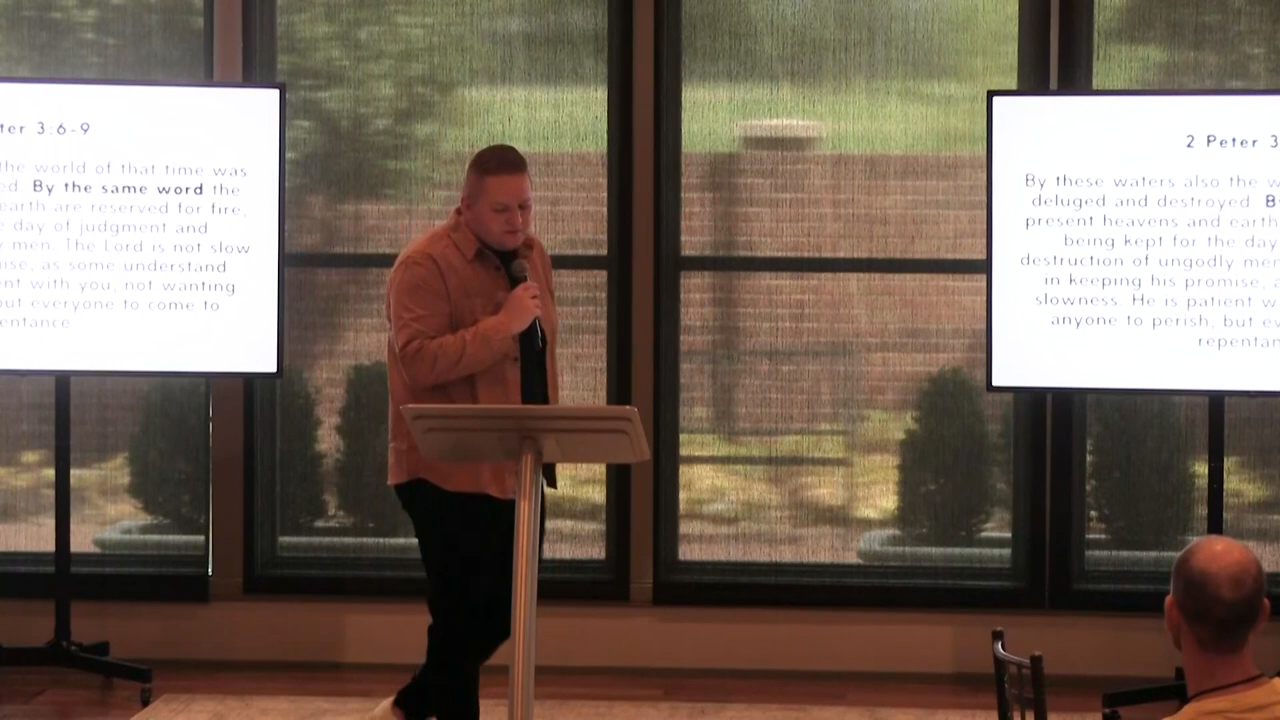 ter 3:6-9
the world of that time was
ed. By the same word the
earth are reserved for fire,
e day of judgment and
y men. The Lord is not slow
ise, as some understand
ent with you, not wanting
but everyone to come to
entance
2 Peter 3
By these waters also the w
deluged and destroyed. B
present heavens and earth
being kept for the day
destruction of ungodly men
in keeping his promise, a
slowness. He is patient w
anyone to perish, but ev
repentan